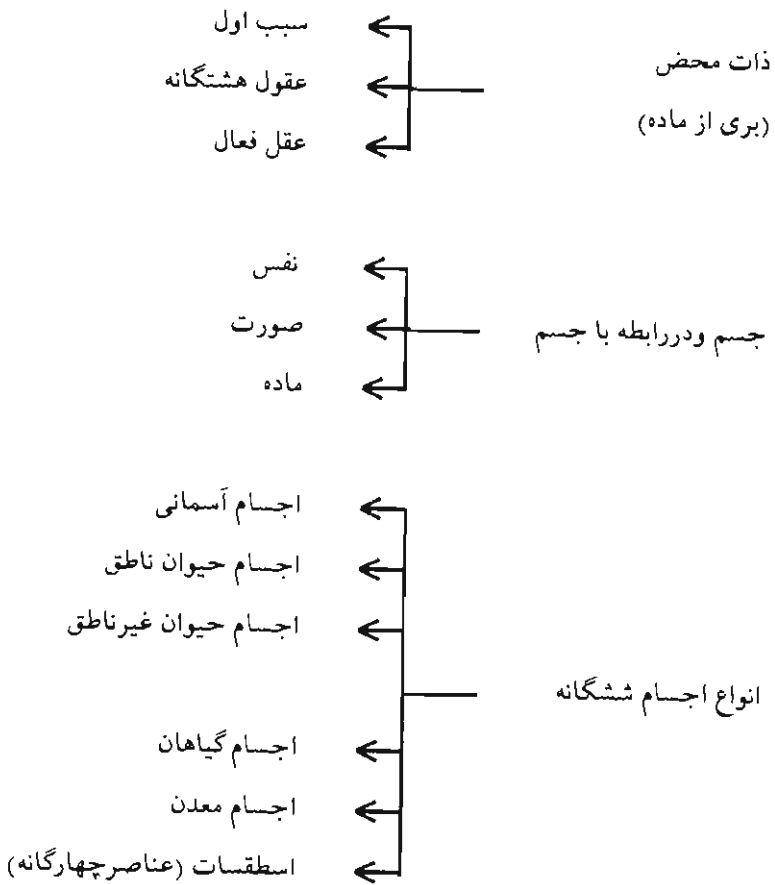 ذات محض
(بری از ماده)
سبب اول
عقول هشتگانه
عقل فعال
جسم ودررابطه با جسم
نفس
صورت
ماده
انواع اجسام ششگانه
اجسام آسمانی
اجسام حیوان ناطق
اجسام حیوان غیرناطق
اجسام گیاهان
اجسام معدن
اسطقسات (عناصرچهارگانه)